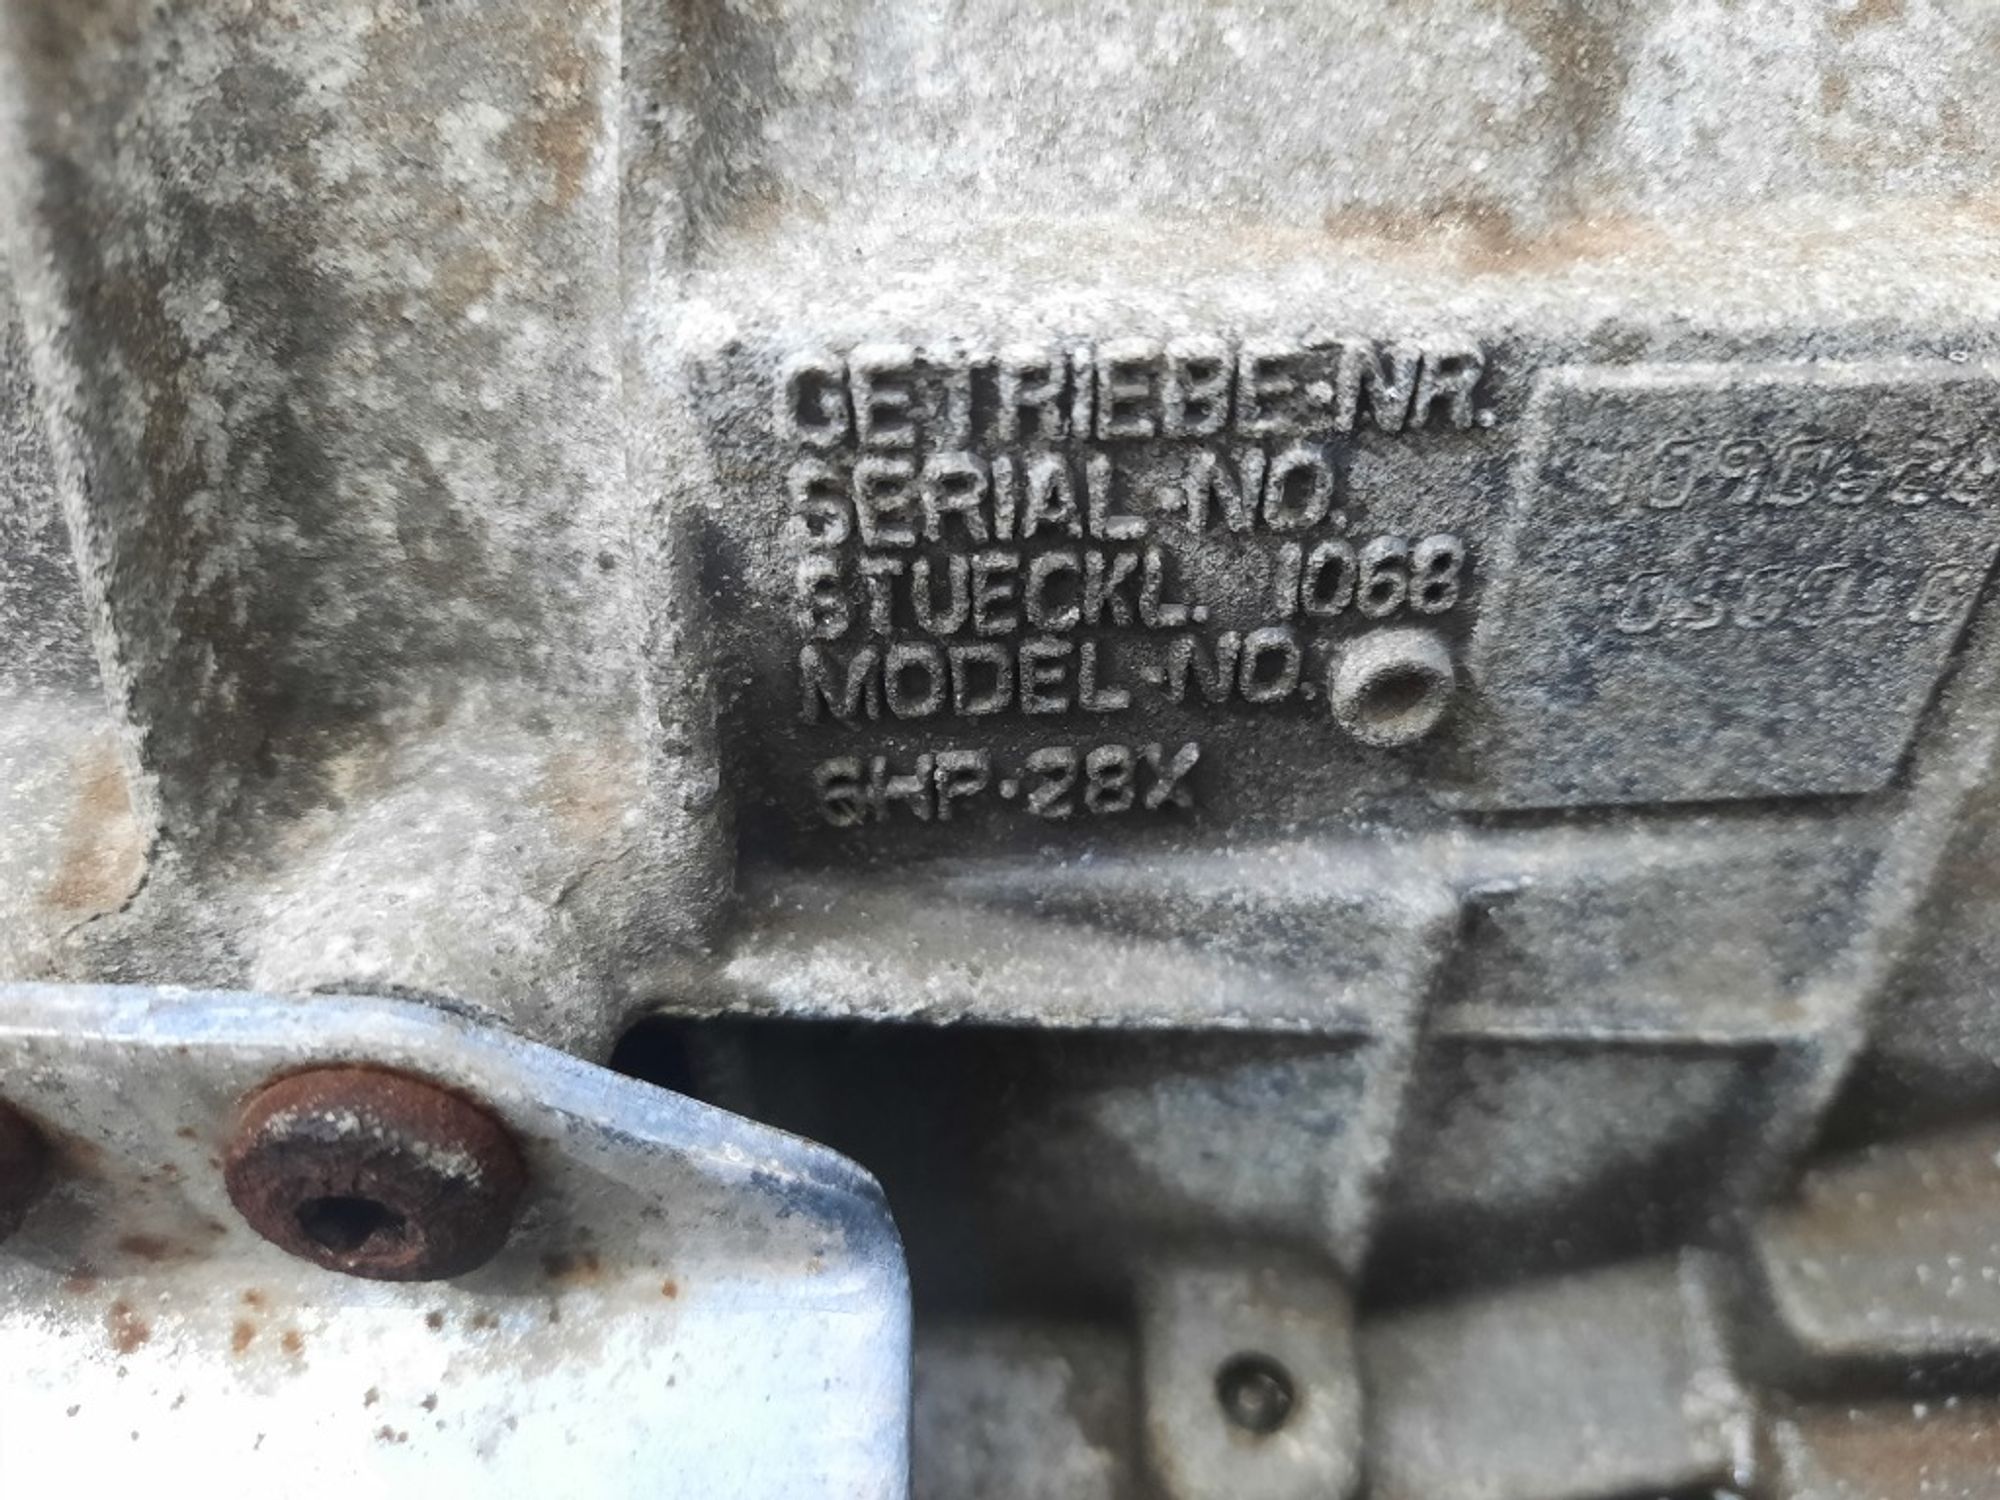 GETRIEBE-NR.
SERIAL-NO.
STUECKL. 1068
MODEL-NO.
6HP·28X